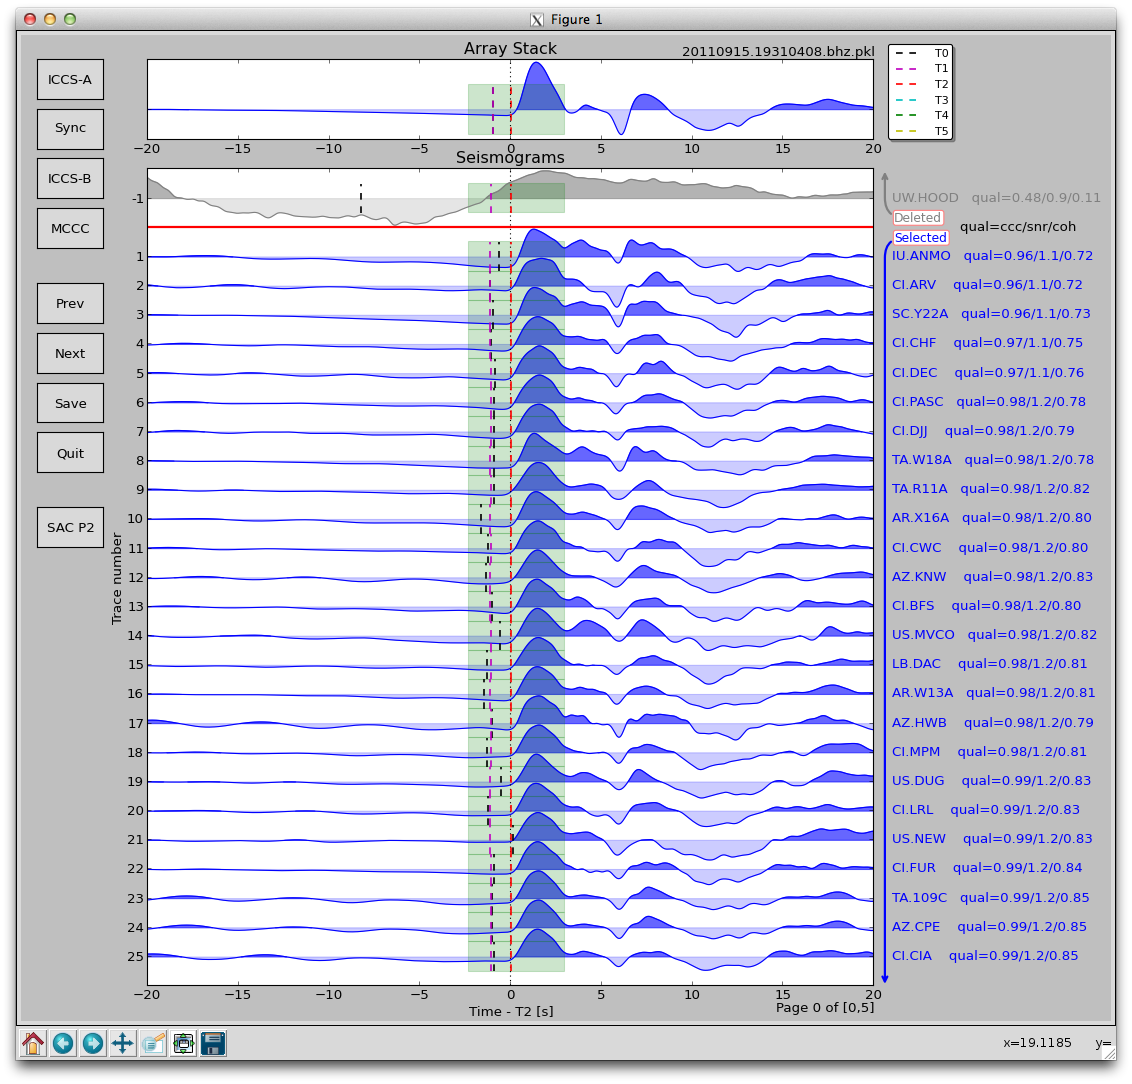 Figure 1
Array Stack
20110915.19310408.bhz.pkl
T0
T1
T2
T3
T4
T5
ICCS-A
Sync
ICCS-B
MCCC
Prev
Next
Save
Quit
SAC P2
−20 −15 −10 −5 0 5 10 15 20
Seismograms
Trace number
-1 UW.HOOD qual=0.48/0.9/0.11
Deleted
qual=ccc/snr/coh
Selected
1 IU.ANMO qual=0.96/1.1/0.72
2 CI.ARV qual=0.96/1.1/0.72
3 SC.Y22A qual=0.96/1.1/0.73
4 CI.CHF qual=0.97/1.1/0.75
5 CI.DEC qual=0.97/1.1/0.76
6 CI.PASC qual=0.98/1.2/0.78
7 CI.DJJ qual=0.98/1.2/0.79
8 TA.W18A qual=0.98/1.2/0.78
9 TA.R11A qual=0.98/1.2/0.82
10 AR.X16A qual=0.98/1.2/0.80
11 CI.CWC qual=0.98/1.2/0.80
12 AZ.KNW qual=0.98/1.2/0.83
13 CI.BFS qual=0.98/1.2/0.80
14 US.MVCO qual=0.98/1.2/0.82
15 LB.DAC qual=0.98/1.2/0.81
16 AR.W13A qual=0.98/1.2/0.81
17 AZ.HWB qual=0.98/1.2/0.79
18 CI.MPM qual=0.98/1.2/0.81
19 US.DUG qual=0.99/1.2/0.83
20 CI.LRL qual=0.99/1.2/0.83
21 US.NEW qual=0.99/1.2/0.83
22 CI.FUR qual=0.99/1.2/0.84
23 TA.109C qual=0.99/1.2/0.85
24 AZ.CPE qual=0.99/1.2/0.85
25 CI.CIA qual=0.99/1.2/0.85
−20 −15 −10 −5 0 5 10 15 20
Time - T2 [s]
Page 0 of [0,5]
x=19.1185 y=